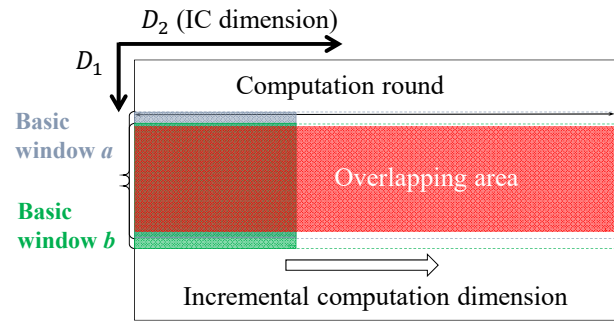 D₂ (IC dimension)
D₁
Computation round
Basic
window a
Overlapping area
Basic
window b
Incremental computation dimension